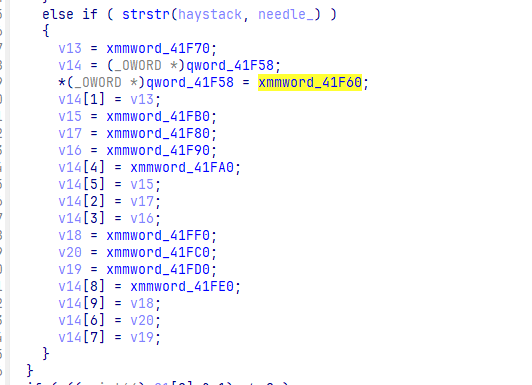 else if ( strstr(haystack, needle_) )
{
v13 = xmmword_41F70;
v14 = (_OWORD *)qword_41F58;
*(_OWORD *)qword_41F58 = xmmword_41F60;
v14[1] = v13;
v15 = xmmword_41FB0;
v17 = xmmword_41F80;
v16 = xmmword_41F90;
v14[4] = xmmword_41FA0;
v14[5] = v15;
v14[2] = v17;
v14[3] = v16;
v18 = xmmword_41FF0;
v20 = xmmword_41FC0;
v19 = xmmword_41FD0;
v14[8] = xmmword_41FE0;
v14[9] = v18;
v14[6] = v20;
v14[7] = v19;
}
}